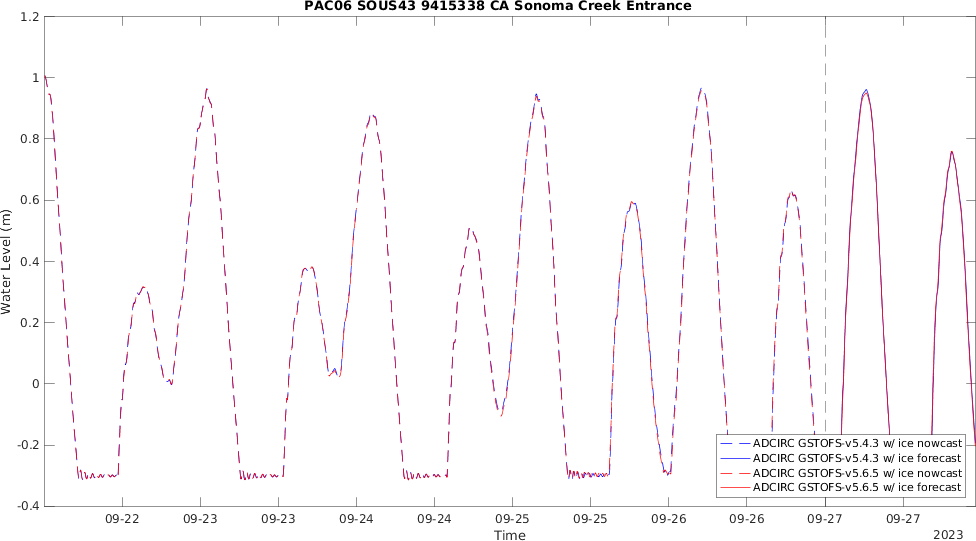 PAC06 SOUS43 9415338 CA Sonoma Creek Entrance
Water Level (m)
1.2
1
0.8
0.6
0.4
0.2
0
-0.2
-0.4
ADCIRC GSTOFS-v5.4.3 w/ ice nowcast
ADCIRC GSTOFS-v5.4.3 w/ ice forecast
ADCIRC GSTOFS-v5.6.5 w/ ice nowcast
ADCIRC GSTOFS-v5.6.5 w/ ice forecast
09-22 09-23 09-23 09-24 09-24 09-25 09-25 09-26 09-26 09-27 09-27
Time
2023